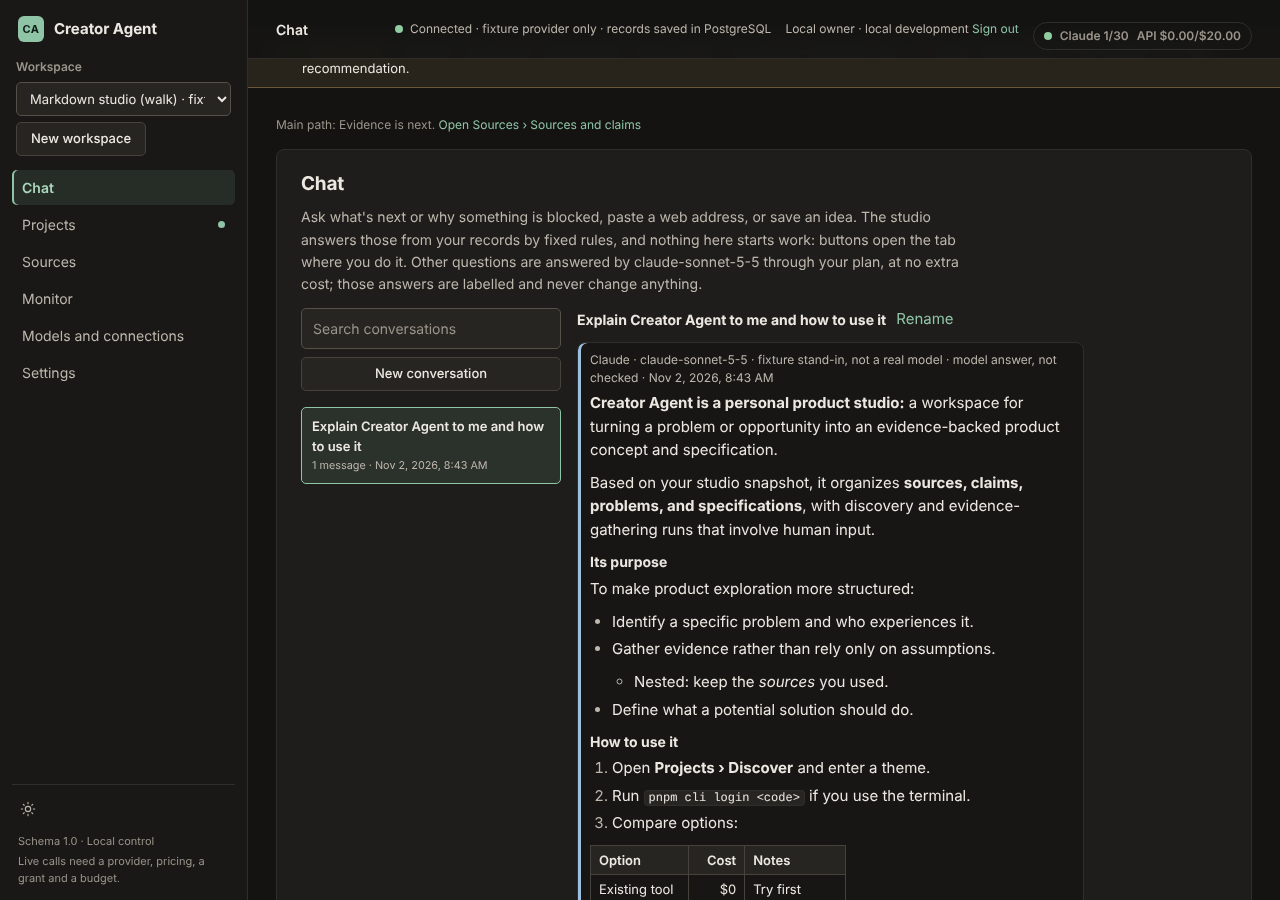 CA Creator Agent
Workspace
Markdown studio (walk) · fix
New workspace
Chat
Projects
Sources
Monitor
Models and connections
Settings
Schema 1.0 · Local control
Live calls need a provider, pricing, a
grant and a budget.
Chat
Connected · fixture provider only · records saved in PostgreSQL
Local owner · local development Sign out
Claude 1/30 API $0.00/$20.00
recommendation.
Main path: Evidence is next. Open Sources › Sources and claims
Chat
Ask what's next or why something is blocked, paste a web address, or save an idea. The studio
answers those from your records by fixed rules, and nothing here starts work: buttons open the tab
where you do it. Other questions are answered by claude-sonnet-5-5 through your plan, at no extra
cost; those answers are labelled and never change anything.
Search conversations
New conversation
Explain Creator Agent to me and how
to use it
1 message · Nov 2, 2026, 8:43 AM
Explain Creator Agent to me and how to use it Rename
Claude · claude-sonnet-5-5 · fixture stand-in, not a real model · model answer, not
checked · Nov 2, 2026, 8:43 AM
Creator Agent is a personal product studio: a workspace for
turning a problem or opportunity into an evidence-backed product
concept and specification.
Based on your studio snapshot, it organizes sources, claims,
problems, and specifications, with discovery and evidence-
gathering runs that involve human input.
Its purpose
To make product exploration more structured:
• Identify a specific problem and who experiences it.
• Gather evidence rather than rely only on assumptions.
◦ Nested: keep the sources you used.
• Define what a potential solution should do.
How to use it
1. Open Projects › Discover and enter a theme.
2. Run pnpm cli login <code> if you use the terminal.
3. Compare options:
Option Cost Notes
Existing tool $0 Try first